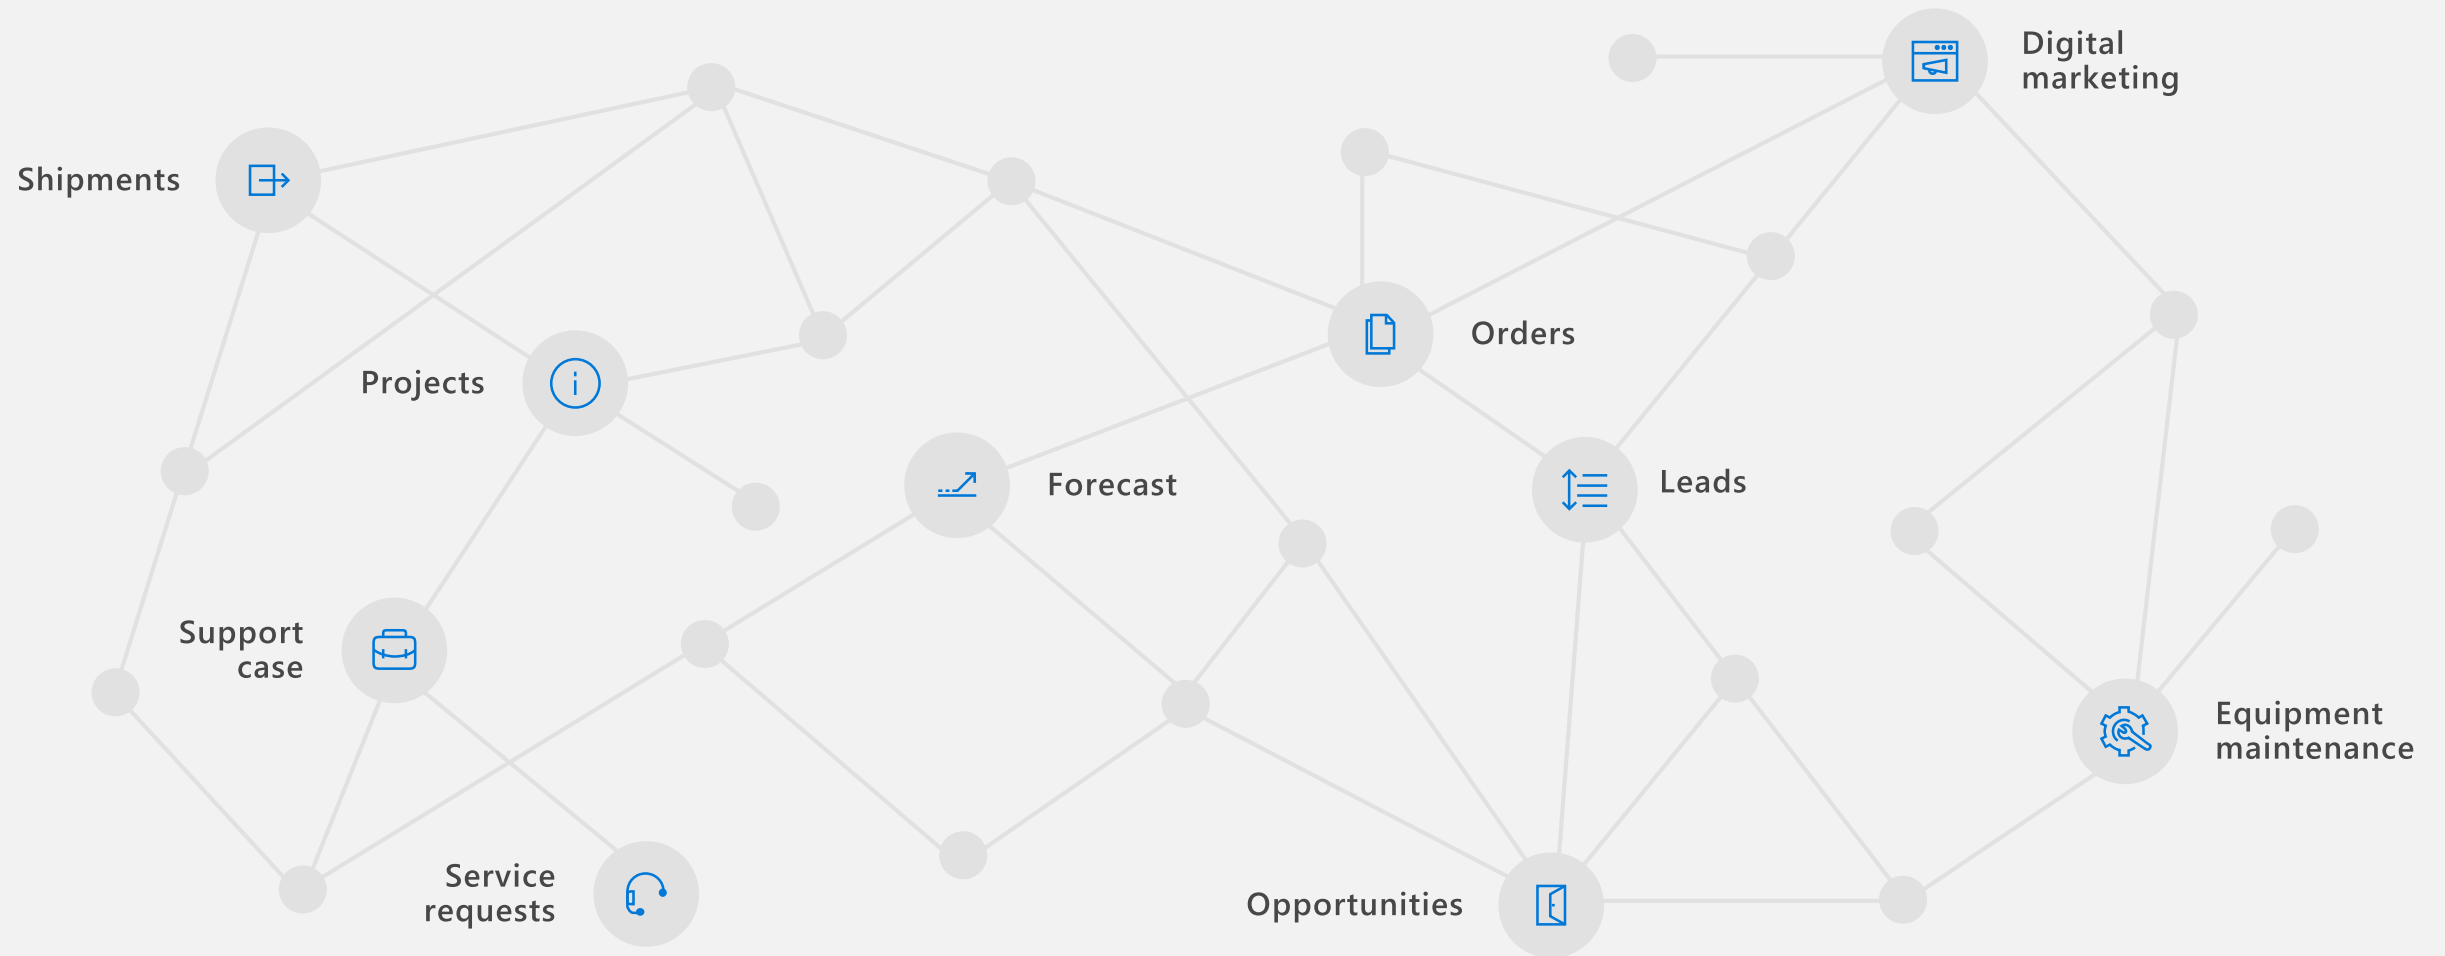 Digital
marketing
Shipments
Orders
Projects
Forecast
Leads
Support
case
Equipment
maintenance
Service
requests
Opportunities